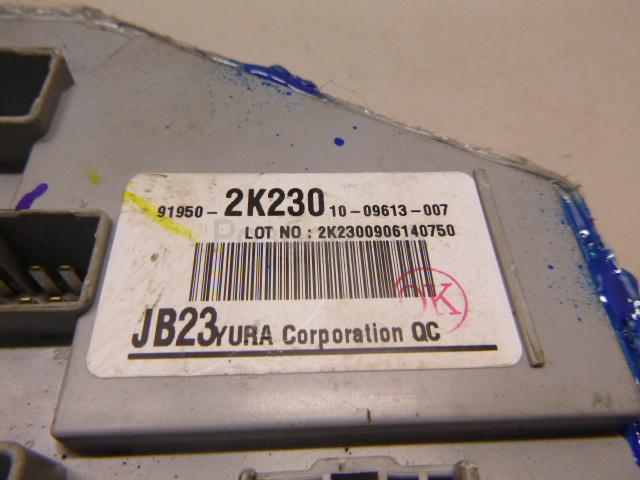 91950- 2K230 10-09613-007
LOT NO : 2K2300906140750
JB23 YURA Corporation QC